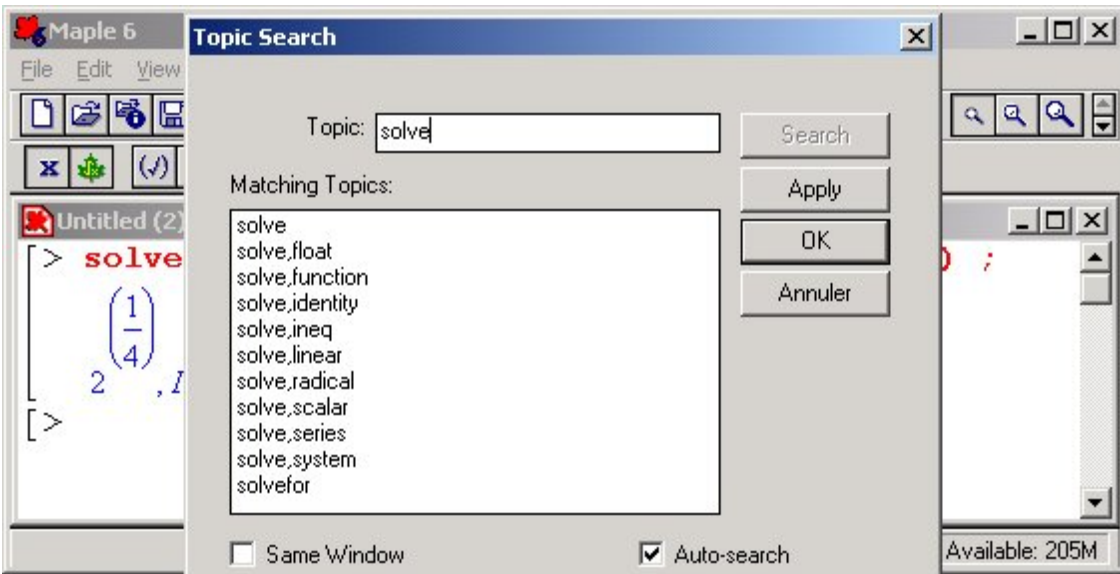 Maple 6
Topic Search
File Edit View
Topic: solve
Search
Matching Topics:
Apply
OK
Annuler
Untitled (2)
solve
solve,float
solve,function
solve,identity
solve,ineq
solve,linear
solve,radical
solve,scalar
solve,series
solve,system
solvefor
[> solve ) ;
2^(1/4) , I
[>
Same Window
Auto-search
Available: 205M